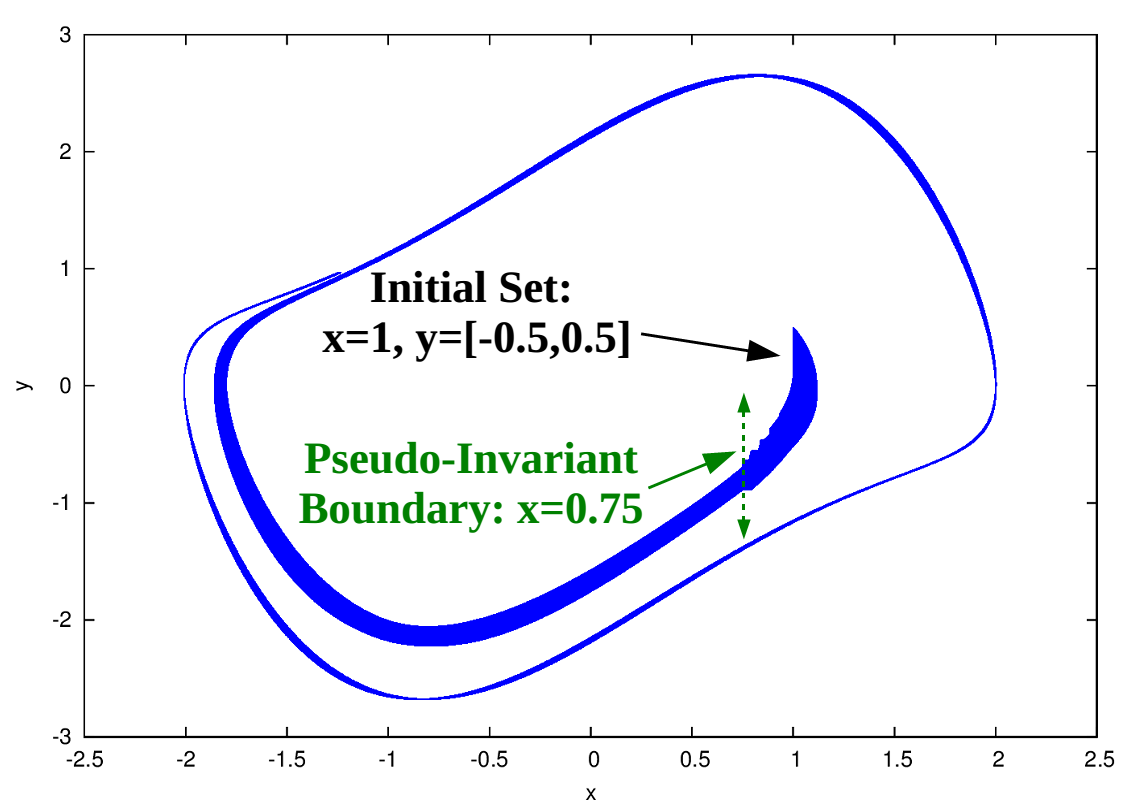 3
2
1
0
-1
-2
-3
y
Initial Set:
x=1, y=[-0.5,0.5]
Pseudo-Invariant
Boundary: x=0.75
-2.5 -2 -1.5 -1 -0.5 0 0.5 1 1.5 2 2.5
x